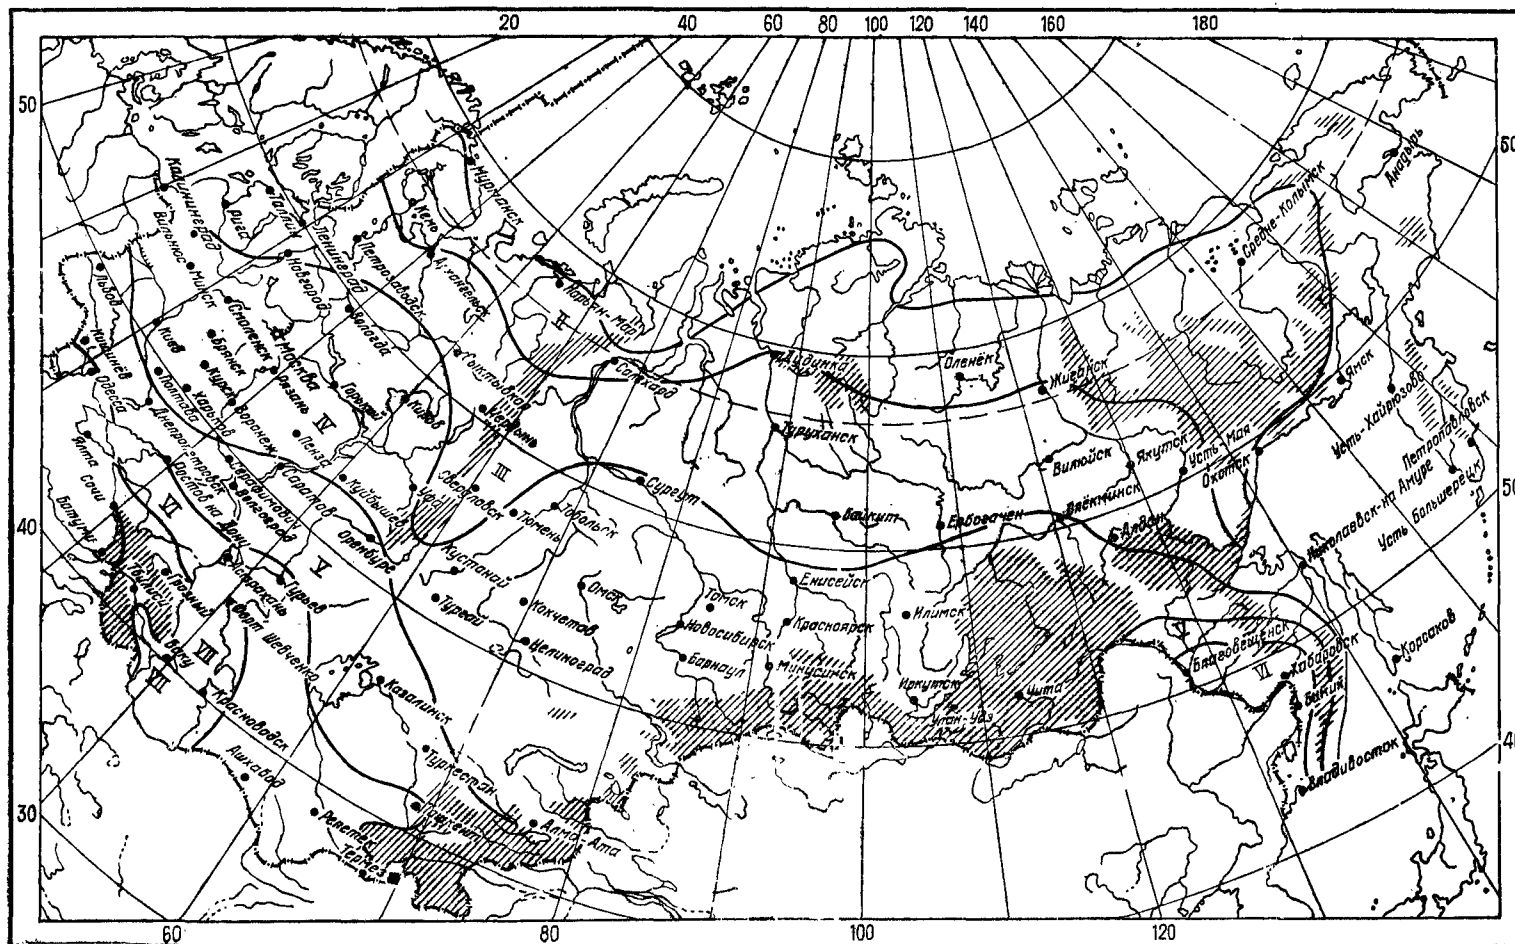 20 40 60 80 100 120 140 160 180
50
40
30
60
50
40
60 80 100 120
Мурманск
Кемь
Таллин
Рига
Калининград
Вильнюс
Минск
Ленинград
Новгород
Петрозаводск
Архангельск
Нарьян-Мар
II
Львов
Кишинёв
Одесса
Киев
Смоленск
Брянск
Москва
Вологда
Сыктывкар
Салехард
Дудинка
Оленёк
Жиганск
Средне-Колымск
Анадырь
Полтава
Харьков
Курск
Воронеж
Рязань
Горький
Киров
IV
Пенза
Чердынь
III
Свердловск
Тюмень
Тобольск
Сургут
Туруханск
Байкит
Ербогачен
Вилюйск
Якутск
Усть Мая
Охотск
Ямск
Усть-Хайрюзово
Петропавловск
Усть Большерецк
Николаевск-на Амуре
Ялта
Сочи
Батуми
Днепропетровск
Ростов на Дону
Волгоград
Саратов
Куйбышев
Уфа
Оренбург
VI
V
Тбилиси
Грозный
Астрахань
Гурьев
Форт Шевченко
Баку
VII
VII
Красноводск
Ашхабад
Кустанай
Тургай
Кокчетав
Омск
Целиноград
Казалинск
Туркестан
Ташкент
Алма-Ата
Термез
Томск
Новосибирск
Барнаул
Енисейск
Красноярск
Минусинск
Илимск
Иркутск
Улан-Удэ
Чита
Алдан
V
Благовещенск
VI
Хабаровск
Бикин
Владивосток
Корсаков